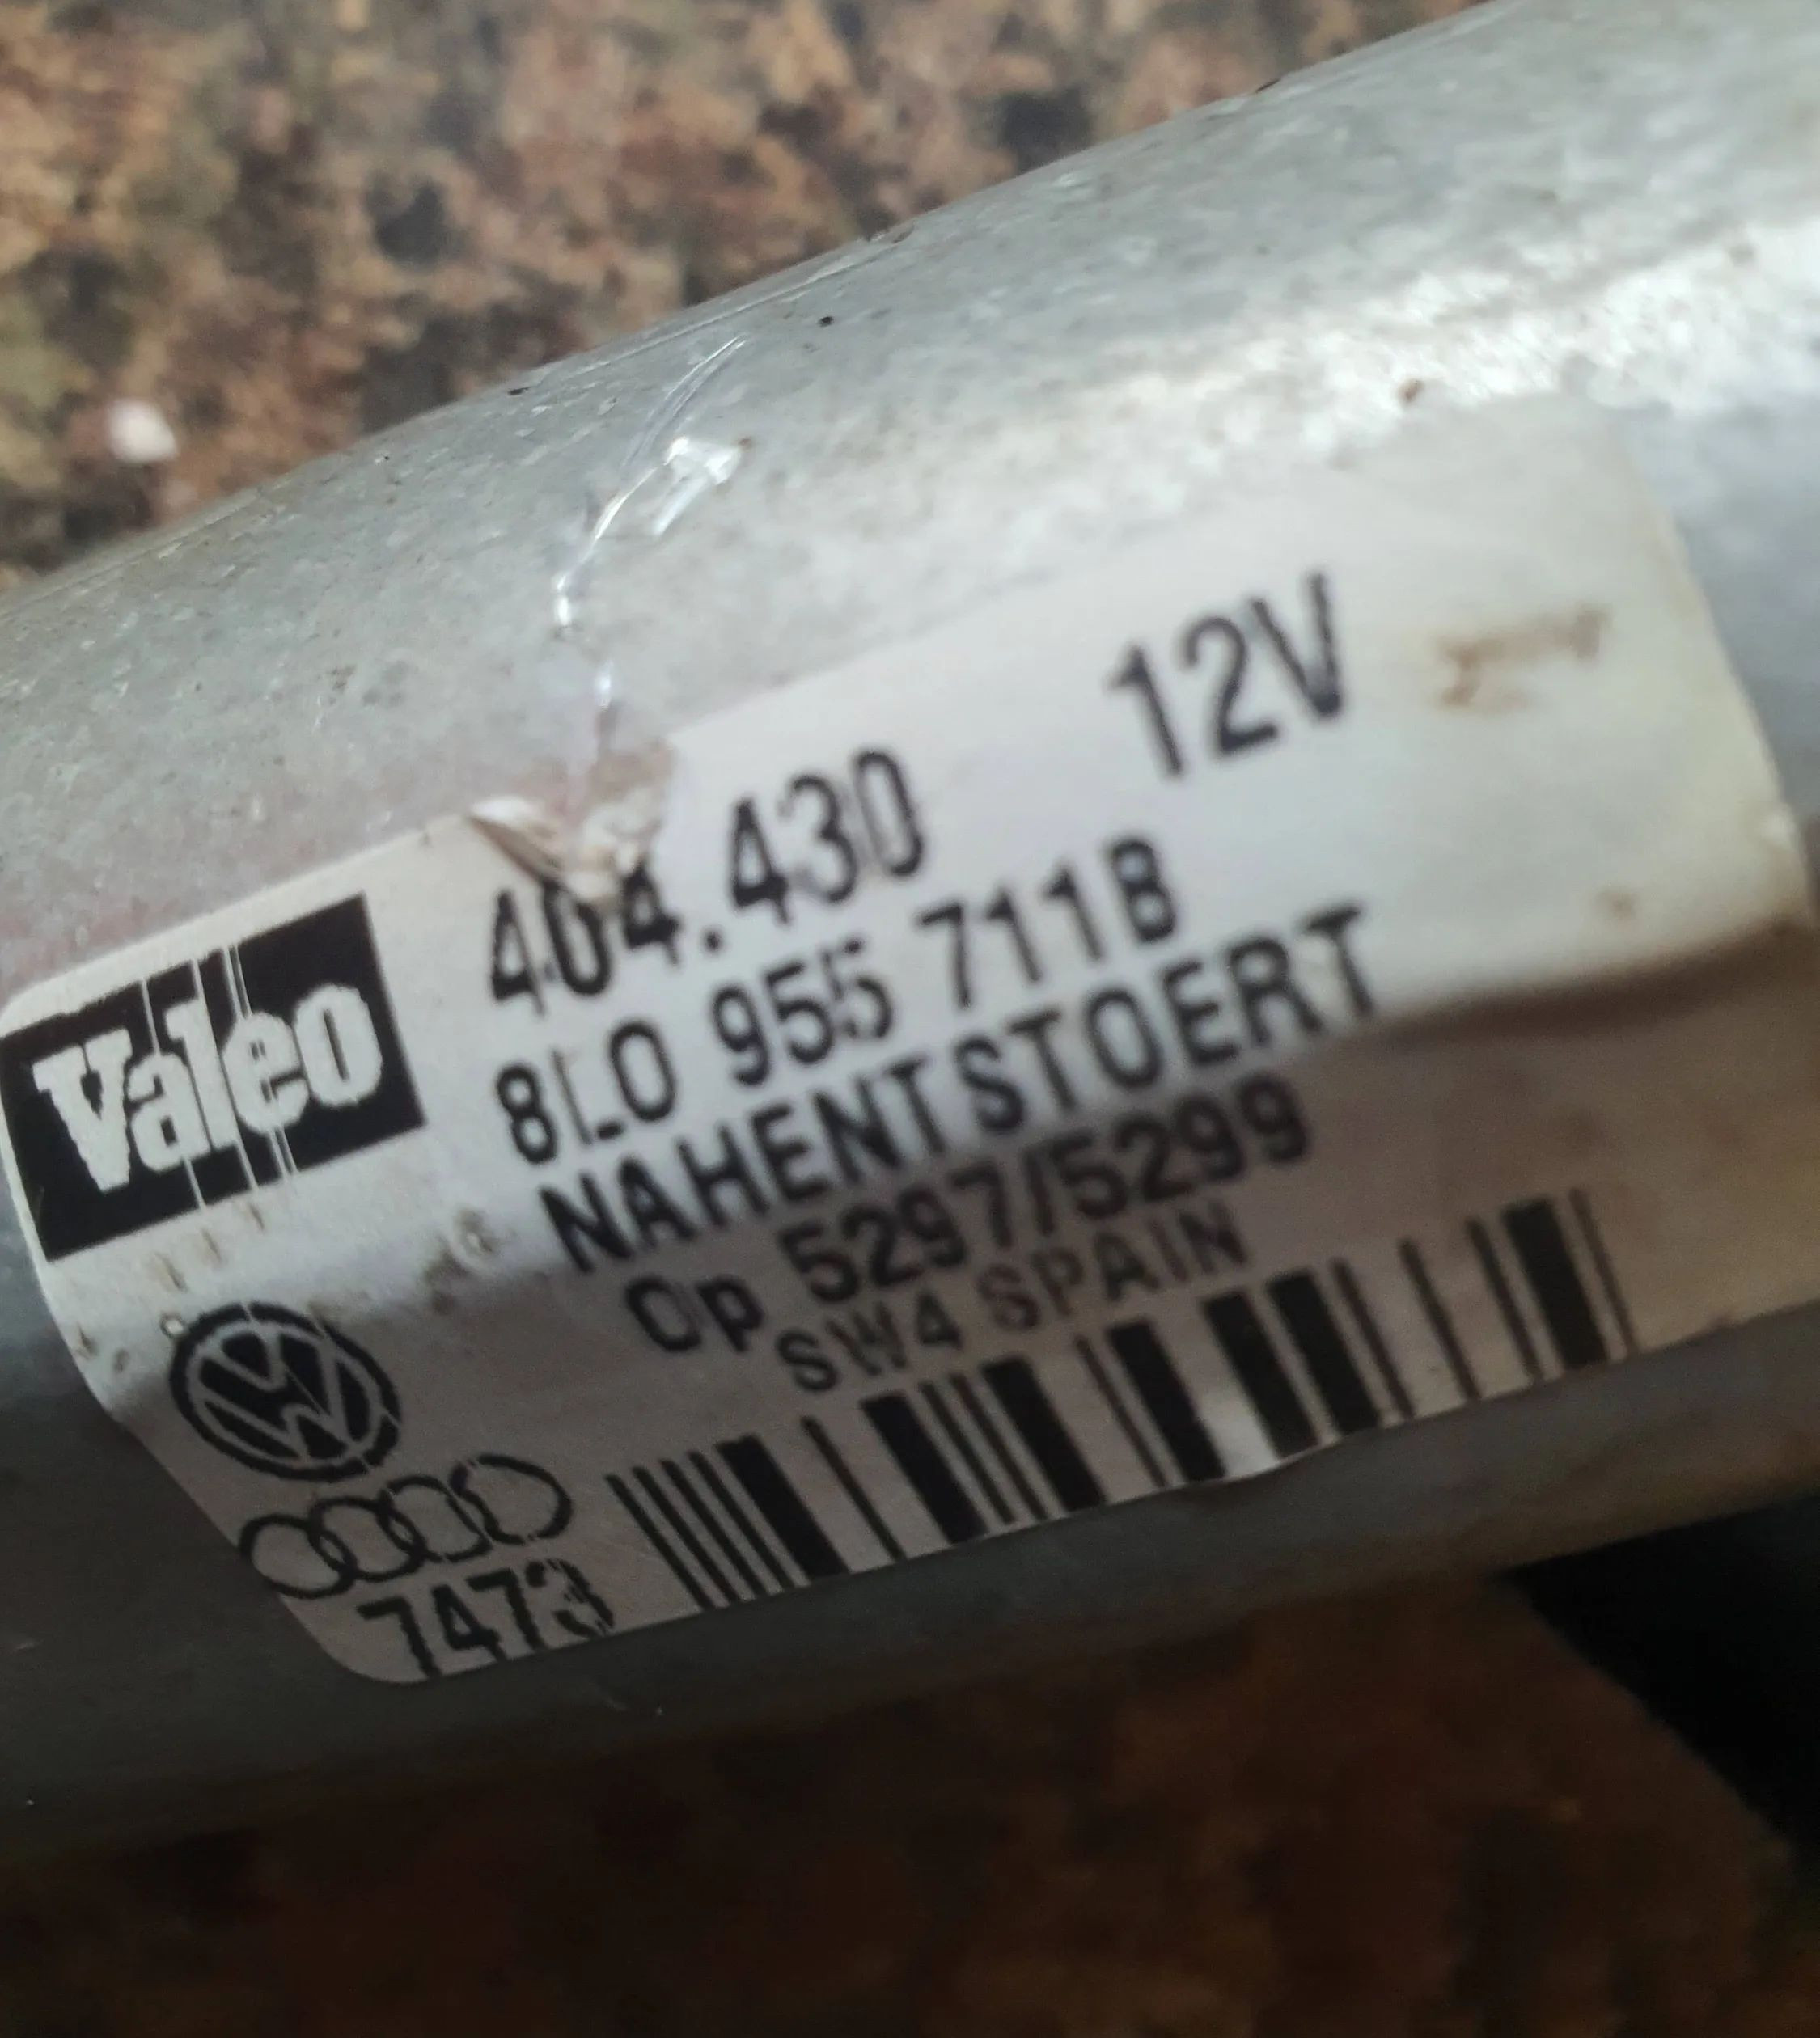 Valeo
404.430 12V
8L0 955 711B
NAHENTSTOERT
Op 5297/5299
SW4 SPAIN
7473